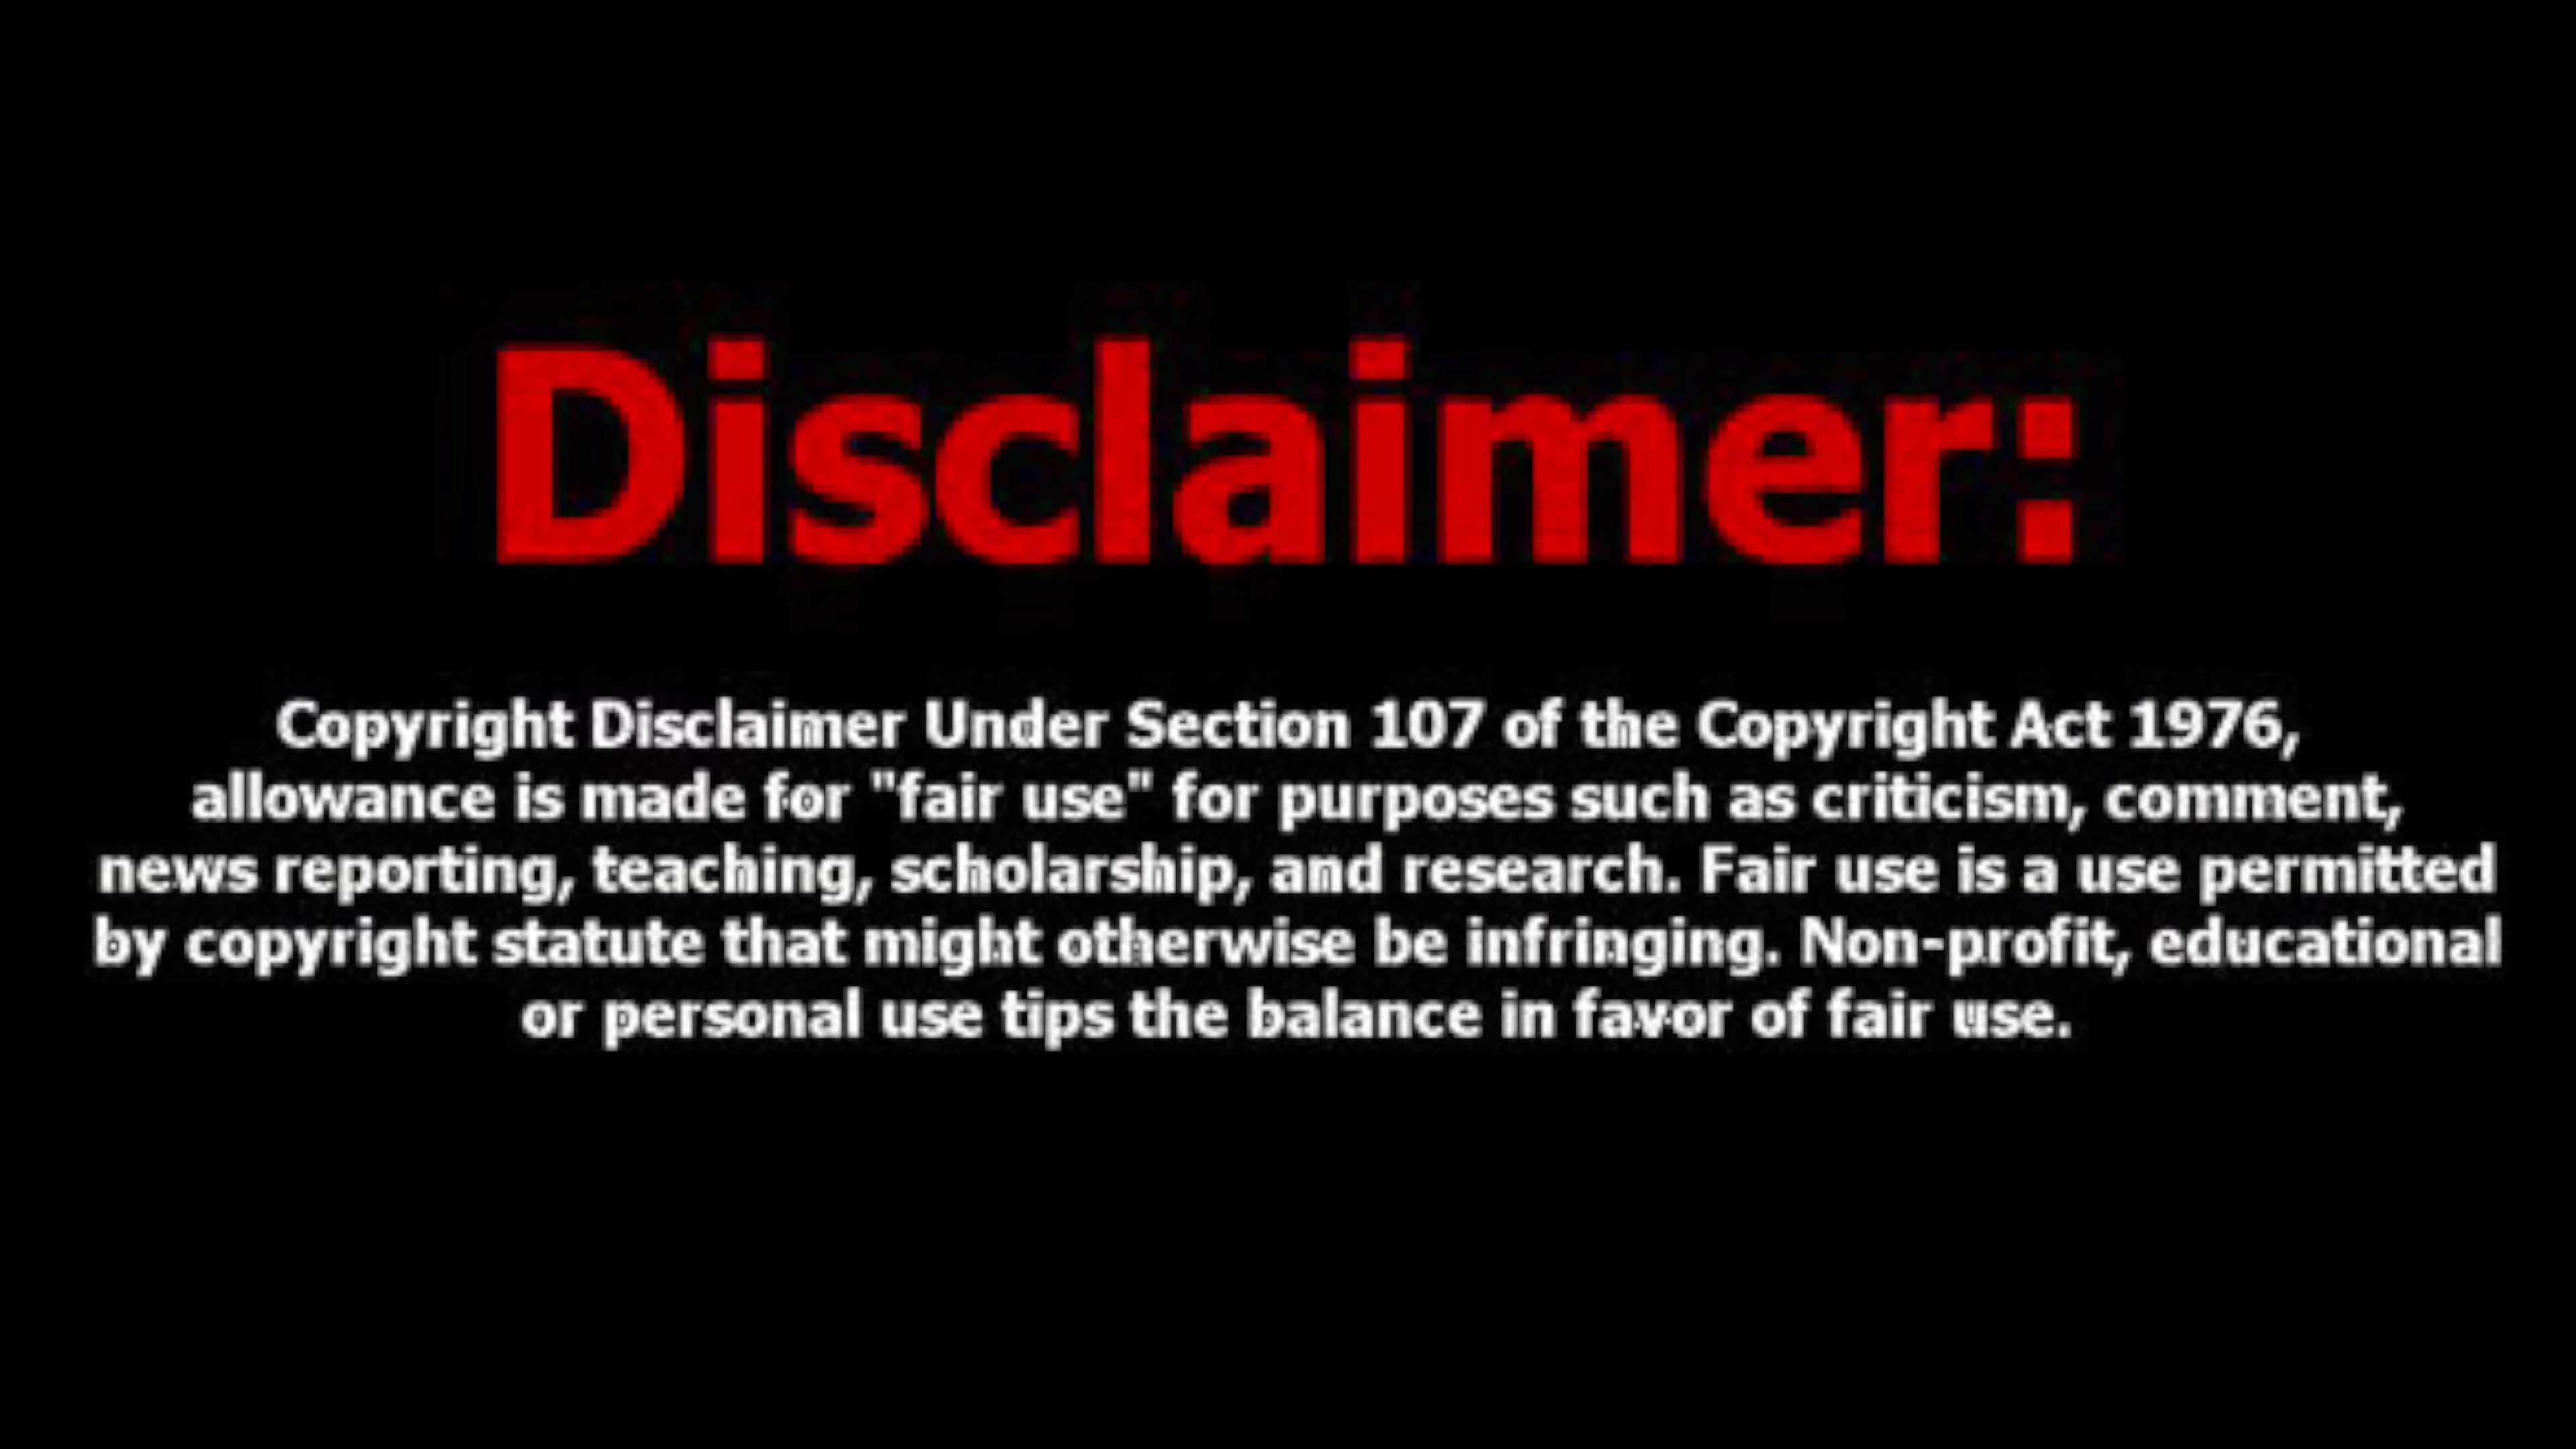 Disclaimer:
Copyright Disclaimer Under Section 107 of the Copyright Act 1976,
allowance is made for "fair use" for purposes such as criticism, comment,
news reporting, teaching, scholarship, and research. Fair use is a use permitted
by copyright statute that might otherwise be infringing. Non-profit, educational
or personal use tips the balance in favor of fair use.